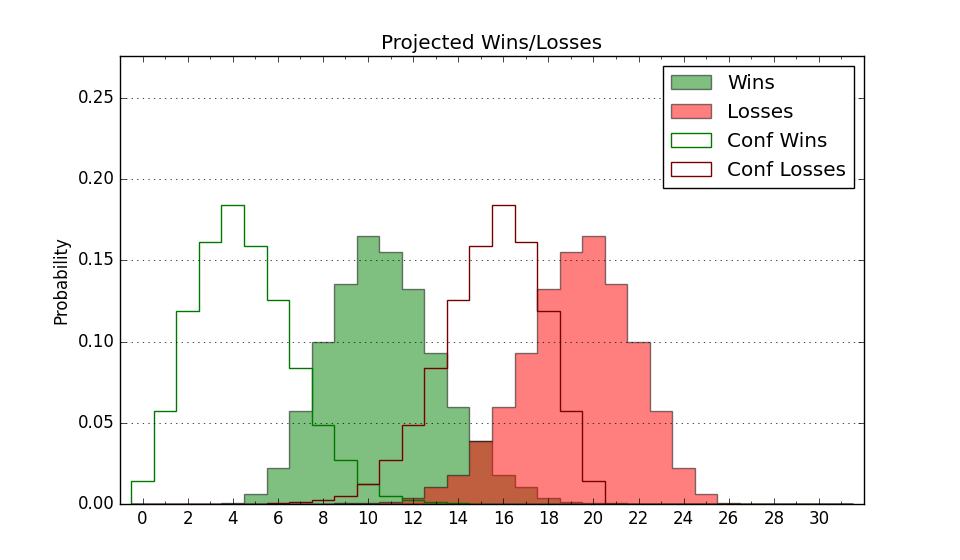 Projected Wins/Losses
Wins
Losses
Conf Wins
Conf Losses
Probability
0.25
0.20
0.15
0.10
0.05
0.00
0 2 4 6 8 10 12 14 16 18 20 22 24 26 28 30